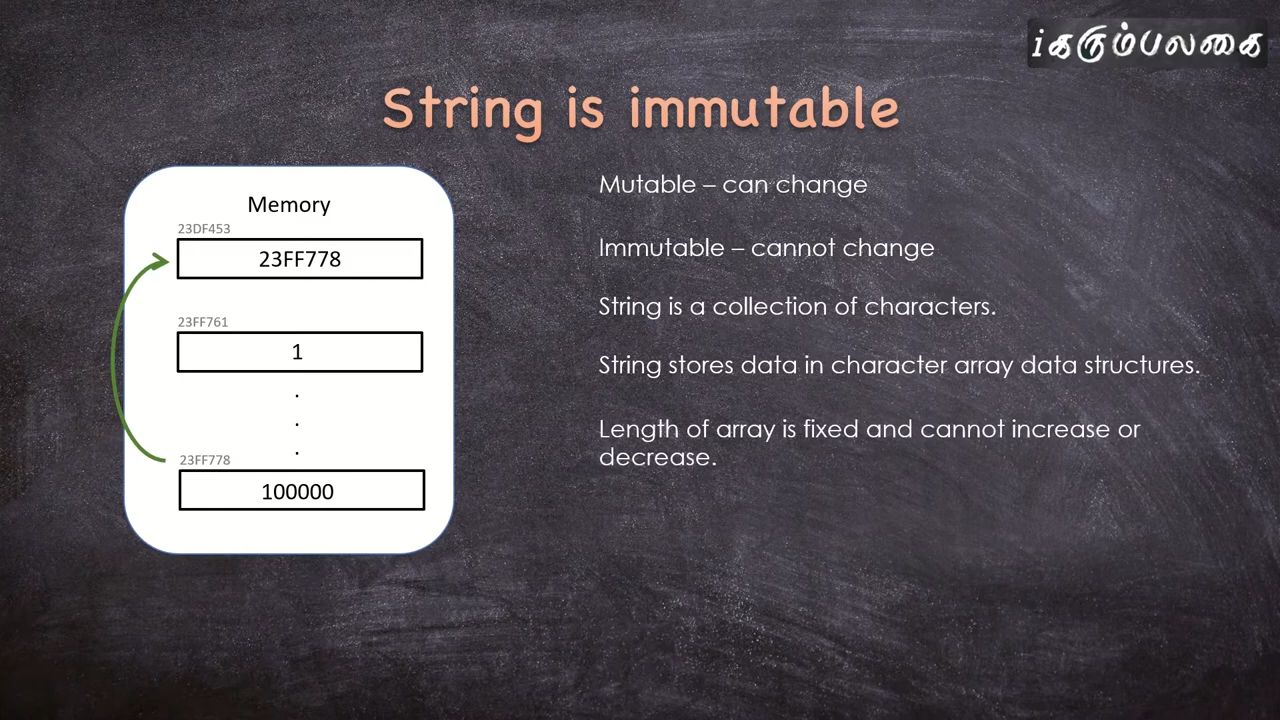 iகரும்பலகை
String is immutable
Memory
23DF453
23FF778
23FF761
1
.
.
.
23FF778
100000
Mutable – can change
Immutable – cannot change
String is a collection of characters.
String stores data in character array data structures.
Length of array is fixed and cannot increase or
decrease.